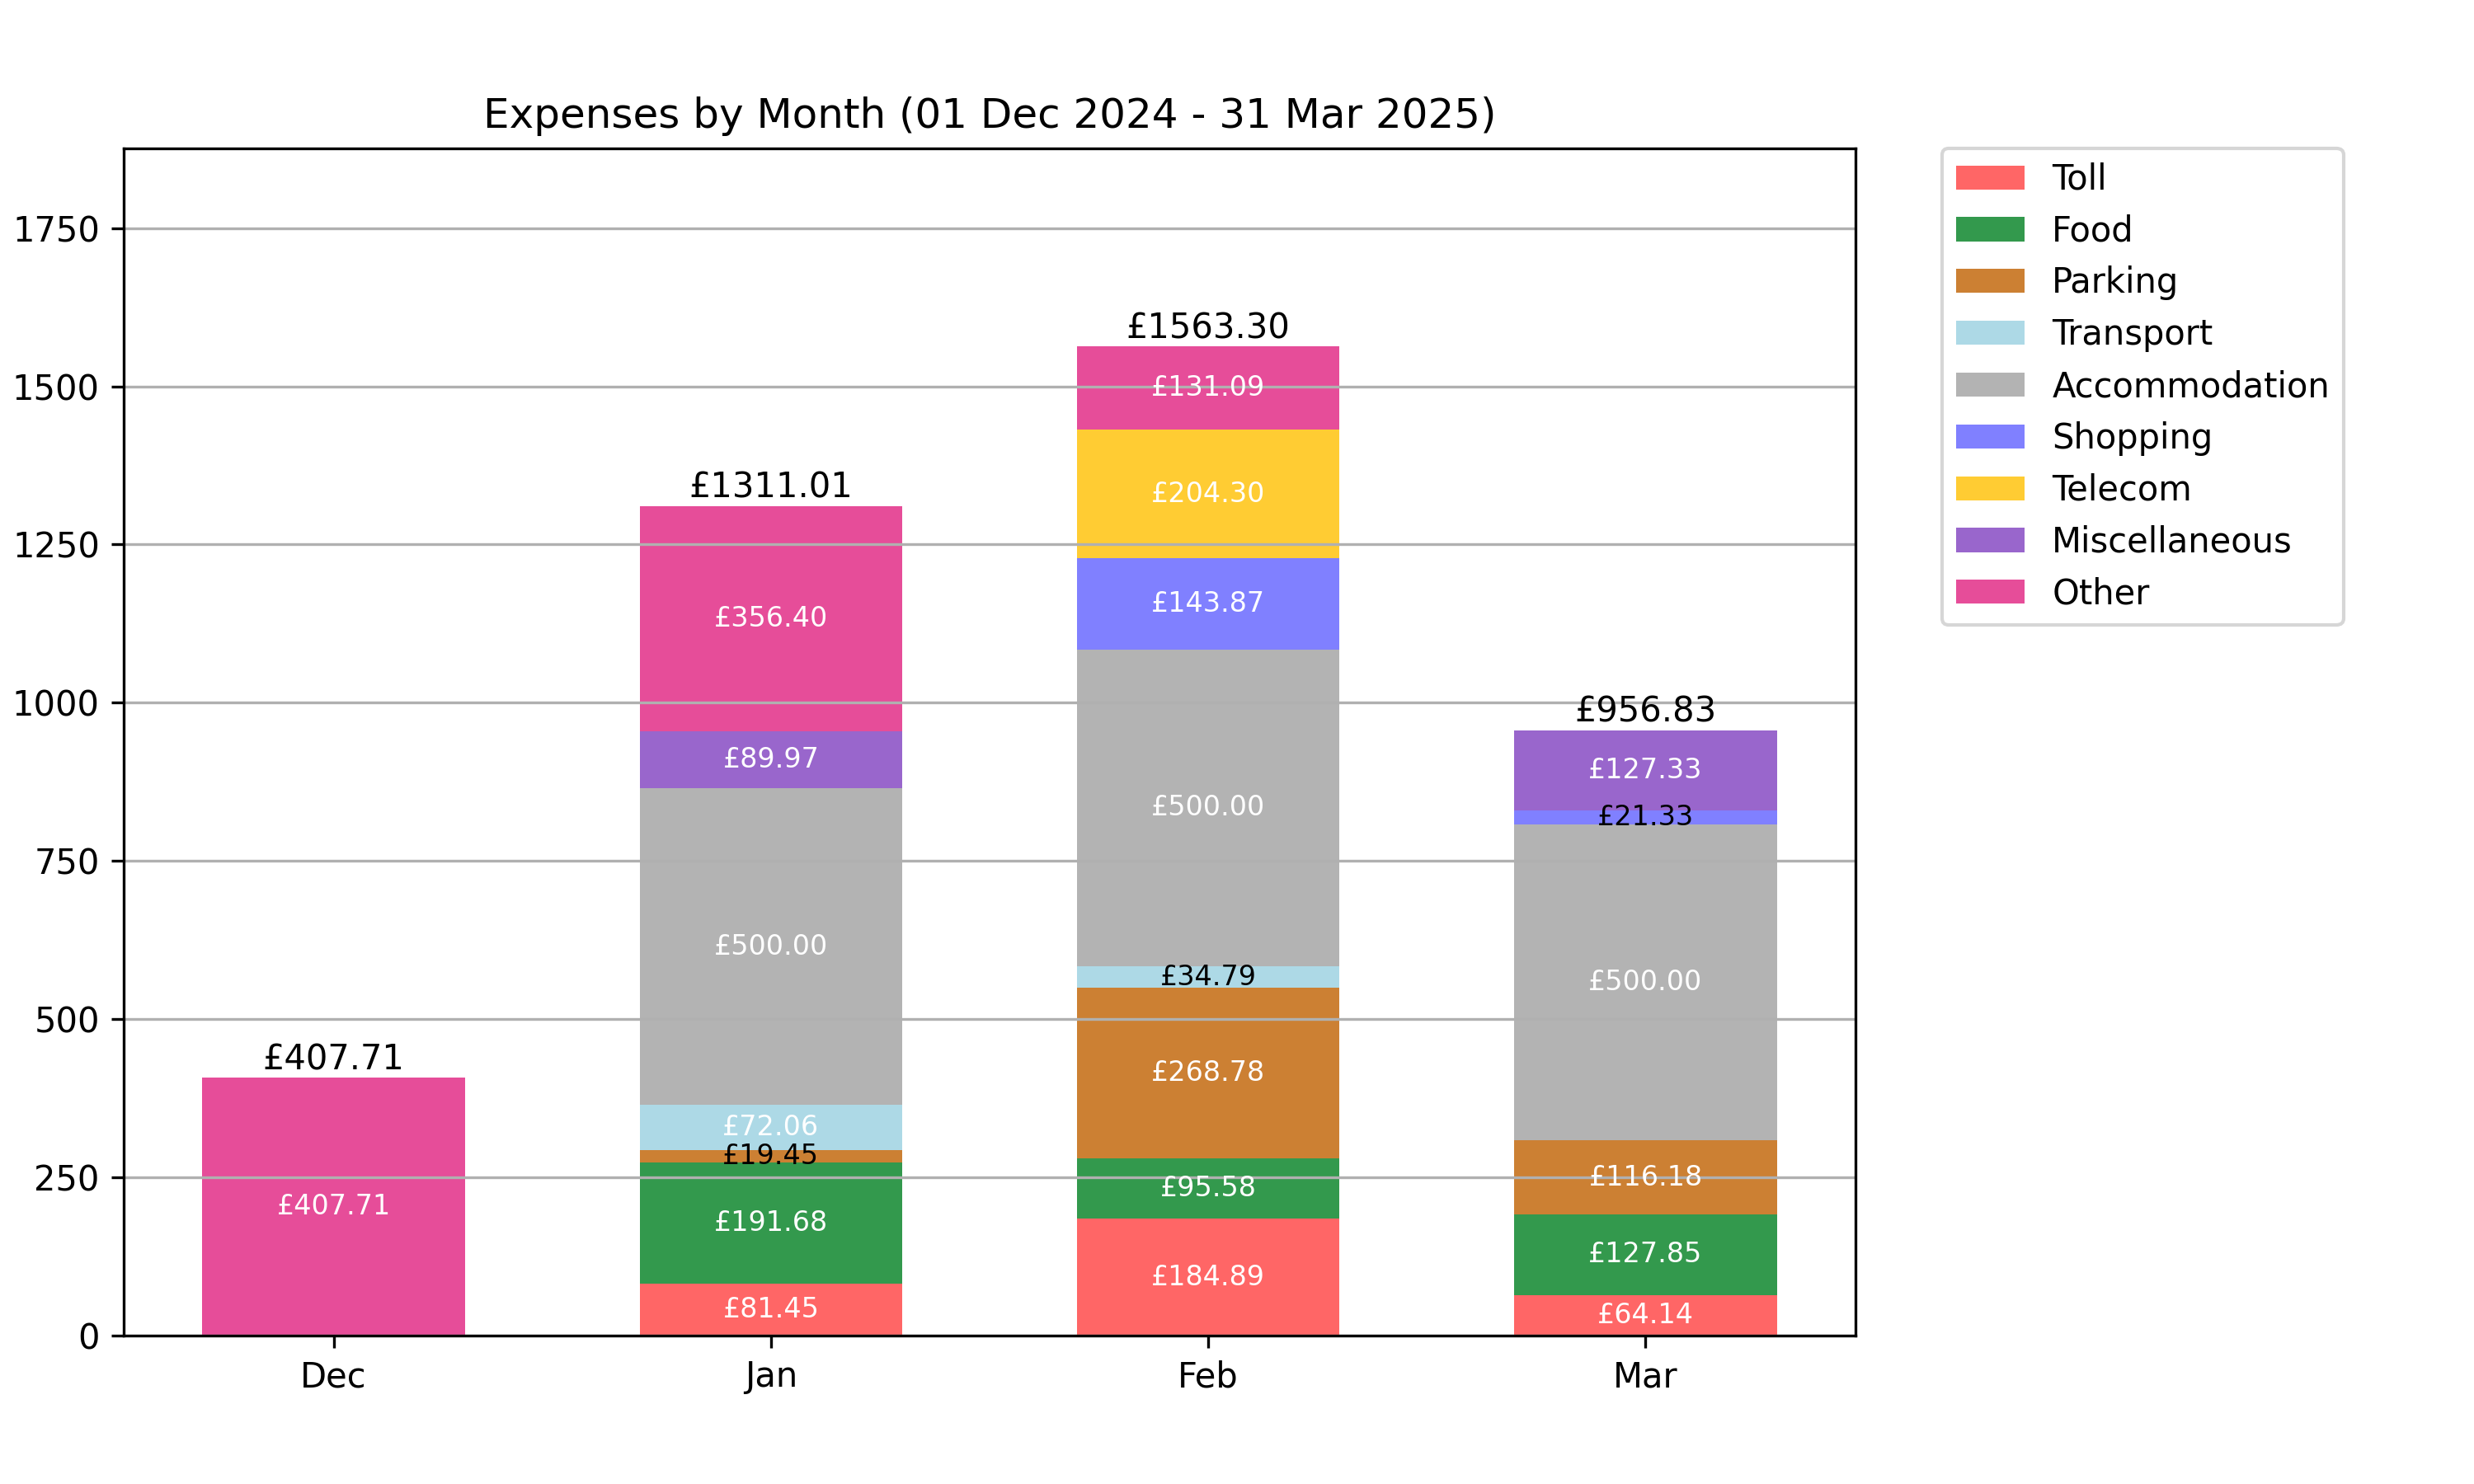 Expenses by Month (01 Dec 2024 - 31 Mar 2025)
1750
1500
1250
1000
750
500
250
0
£407.71
£407.71
£1311.01
£356.40
£89.97
£500.00
£72.06
£19.45
£191.68
£81.45
£1563.30
£131.09
£204.30
£143.87
£500.00
£34.79
£268.78
£95.58
£184.89
£956.83
£127.33
£21.33
£500.00
£116.18
£127.85
£64.14
Dec
Jan
Feb
Mar
Toll
Food
Parking
Transport
Accommodation
Shopping
Telecom
Miscellaneous
Other